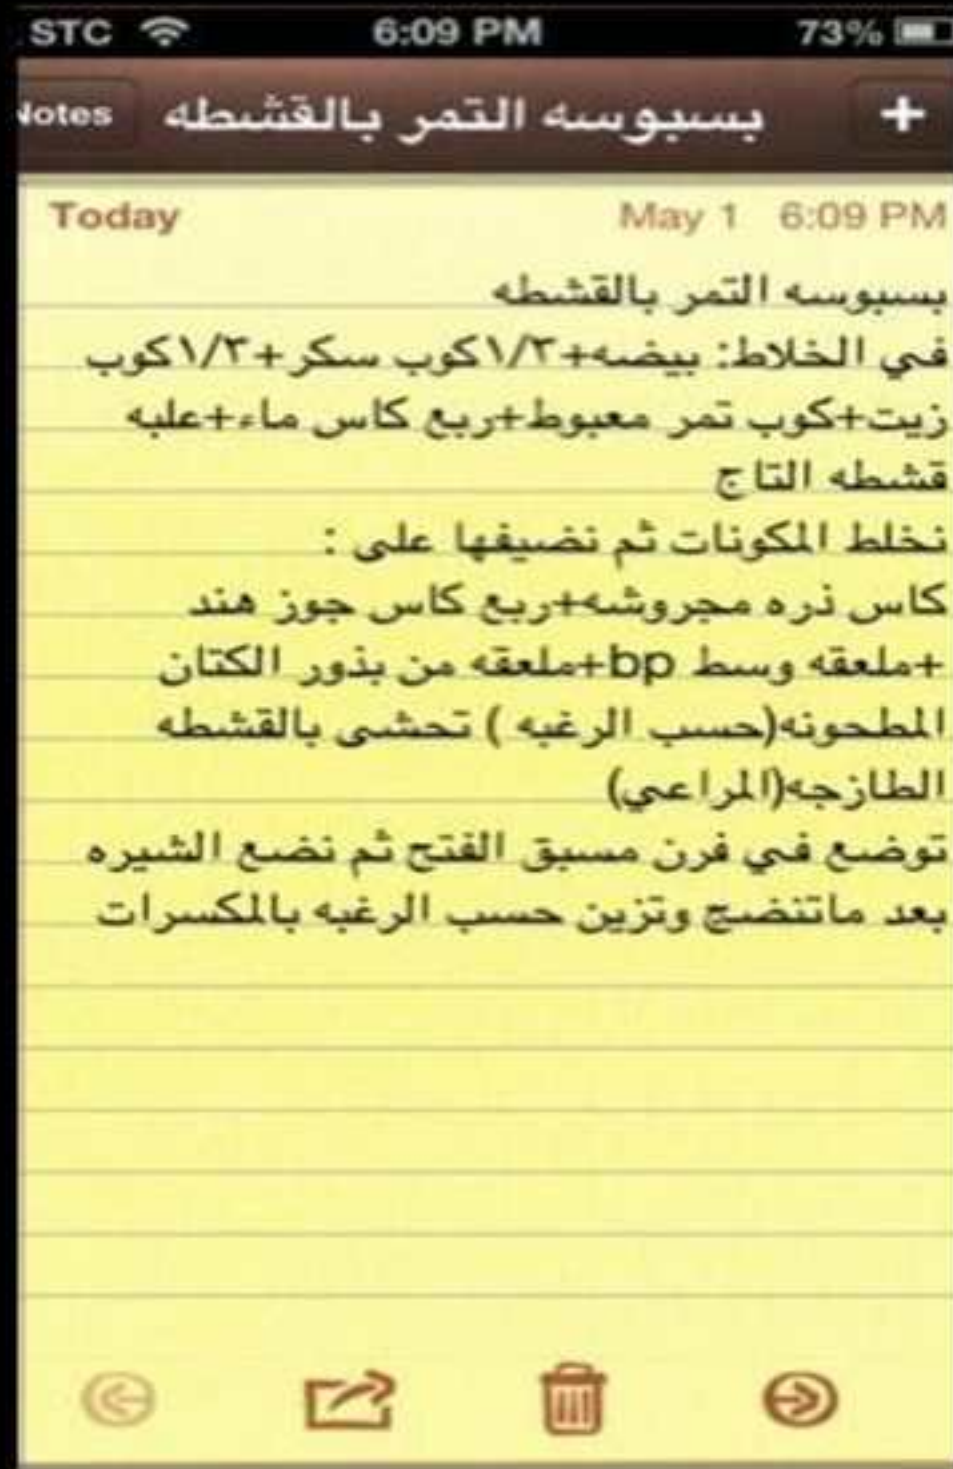 STC 6:09 PM 73%
Notes بسبوسه التمر بالقشطه +
Today May 1 6:09 PM
بسبوسه التمر بالقشطه
في الخلاط: بيضه+١/٣كوب سكر+١/٣كوب
زيت+كوب تمر معبوط+ربع كاس ماء+علبه
قشطه التاج
نخلط المكونات ثم نضيفها على :
كاس ذره مجروشه+ربع كاس جوز هند
+ملعقه وسط bp+ملعقه من بذور الكتان
المطحونه(حسب الرغبه ) تحشى بالقشطه
الطازجه(المراعي)
توضع في فرن مسبق الفتح ثم نضع الشيره
بعد ماتنضج وتزين حسب الرغبه بالمكسرات